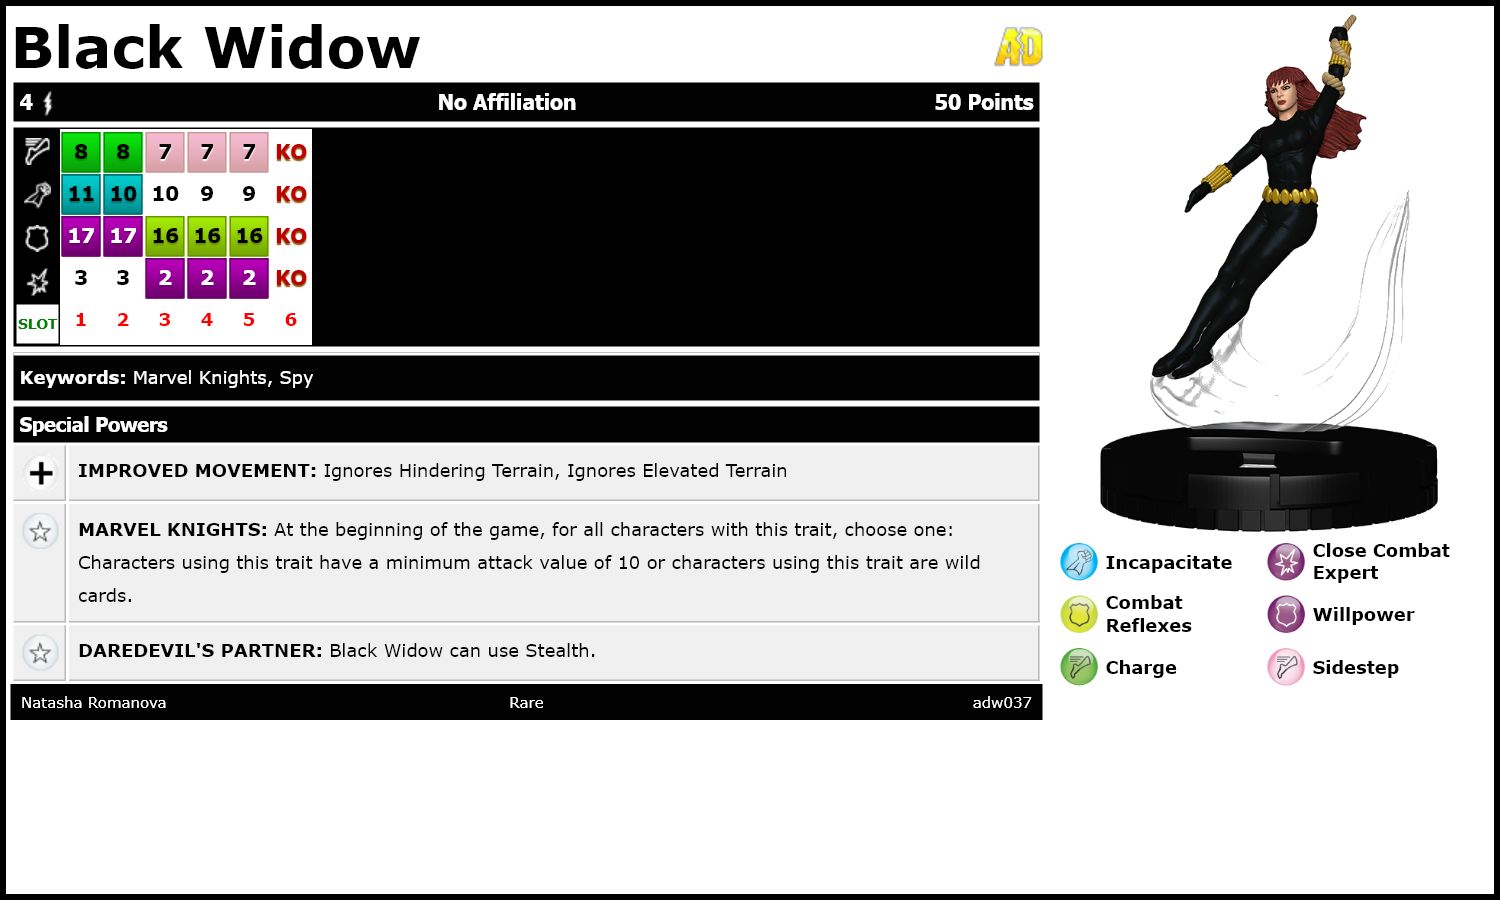 Black Widow
AD
4 No Affiliation 50 Points
8 8 7 7 7 KO
11 10 10 9 9 KO
17 17 16 16 16 KO
3 3 2 2 2 KO
SLOT 1 2 3 4 5 6
Keywords: Marvel Knights, Spy
Special Powers
IMPROVED MOVEMENT: Ignores Hindering Terrain, Ignores Elevated Terrain
MARVEL KNIGHTS: At the beginning of the game, for all characters with this trait, choose one:
Characters using this trait have a minimum attack value of 10 or characters using this trait are wild
cards.
DAREDEVIL'S PARTNER: Black Widow can use Stealth.
Natasha Romanova Rare adw037
Incapacitate
Close Combat
Expert
Combat
Reflexes
Willpower
Charge
Sidestep